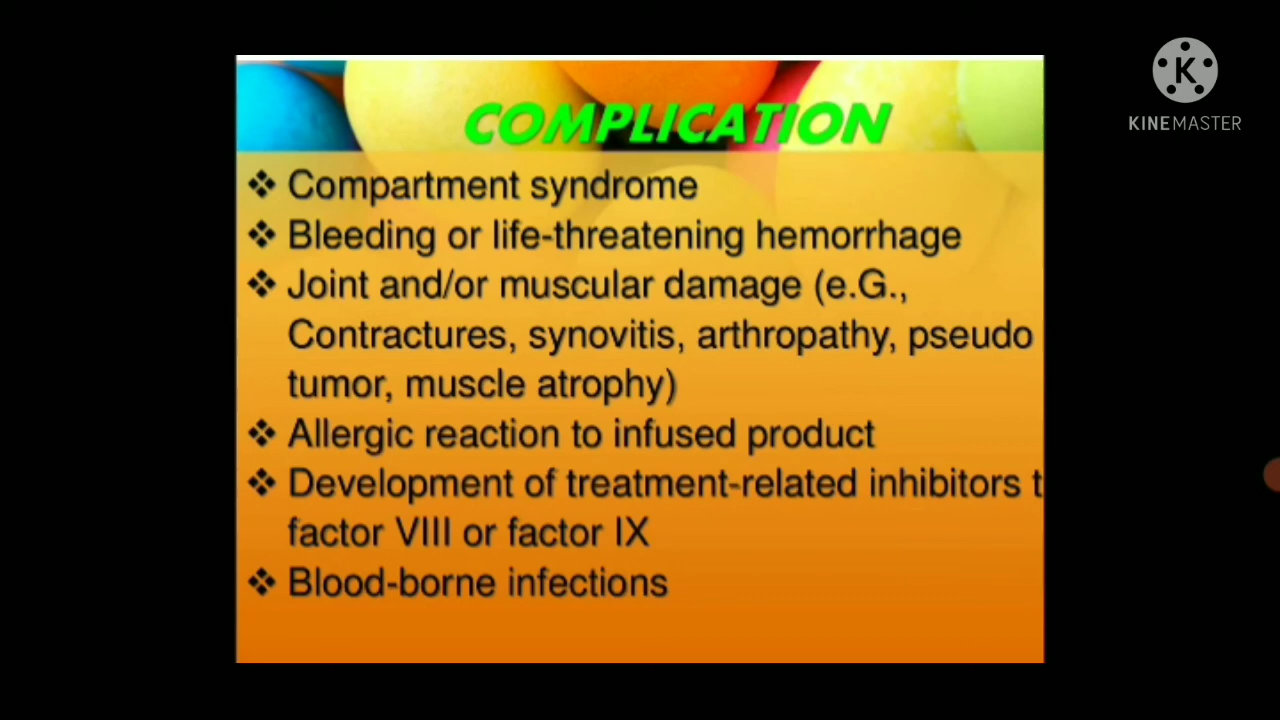 COMPLICATION
❖ Compartment syndrome
❖ Bleeding or life-threatening hemorrhage
❖ Joint and/or muscular damage (e.G.,
Contractures, synovitis, arthropathy, pseudo
tumor, muscle atrophy)
❖ Allergic reaction to infused product
❖ Development of treatment-related inhibitors t
factor VIII or factor IX
❖ Blood-borne infections
K
KINEMASTER